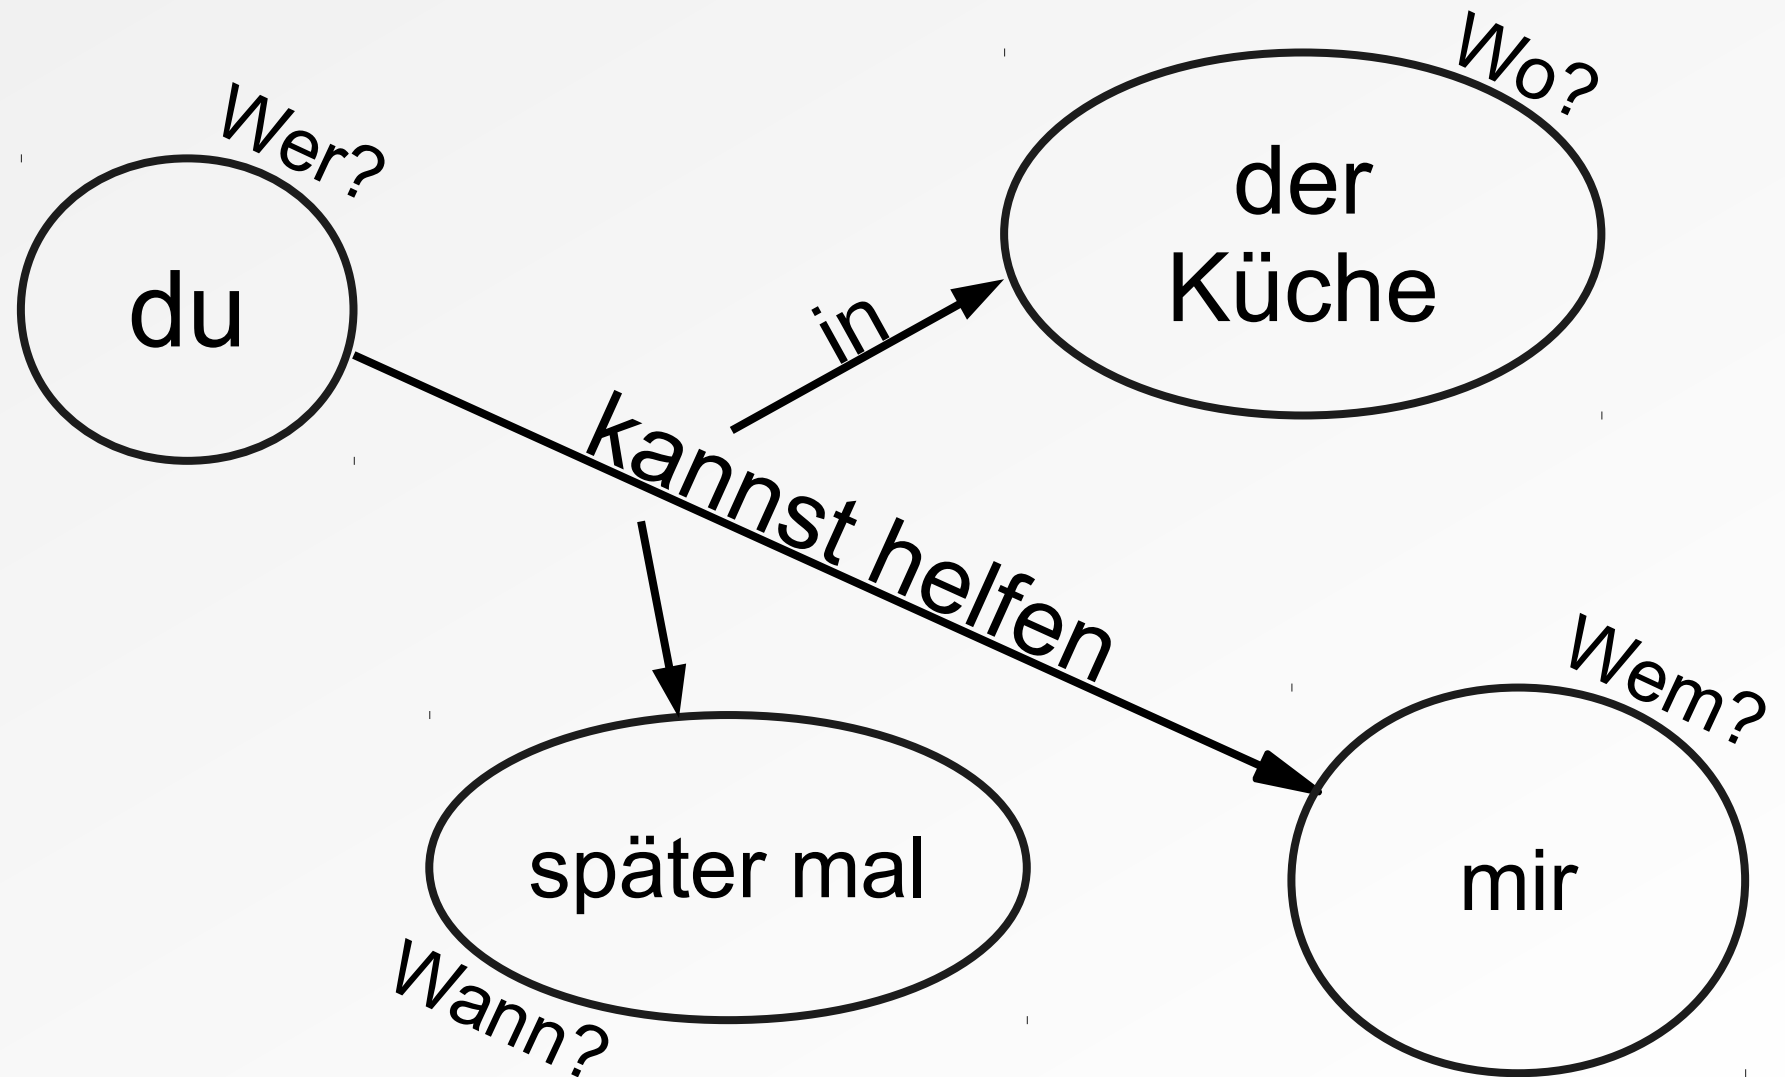 Wer?
du
Wo?
der
Küche
in
kannst helfen
Wem?
mir
später mal
Wann?